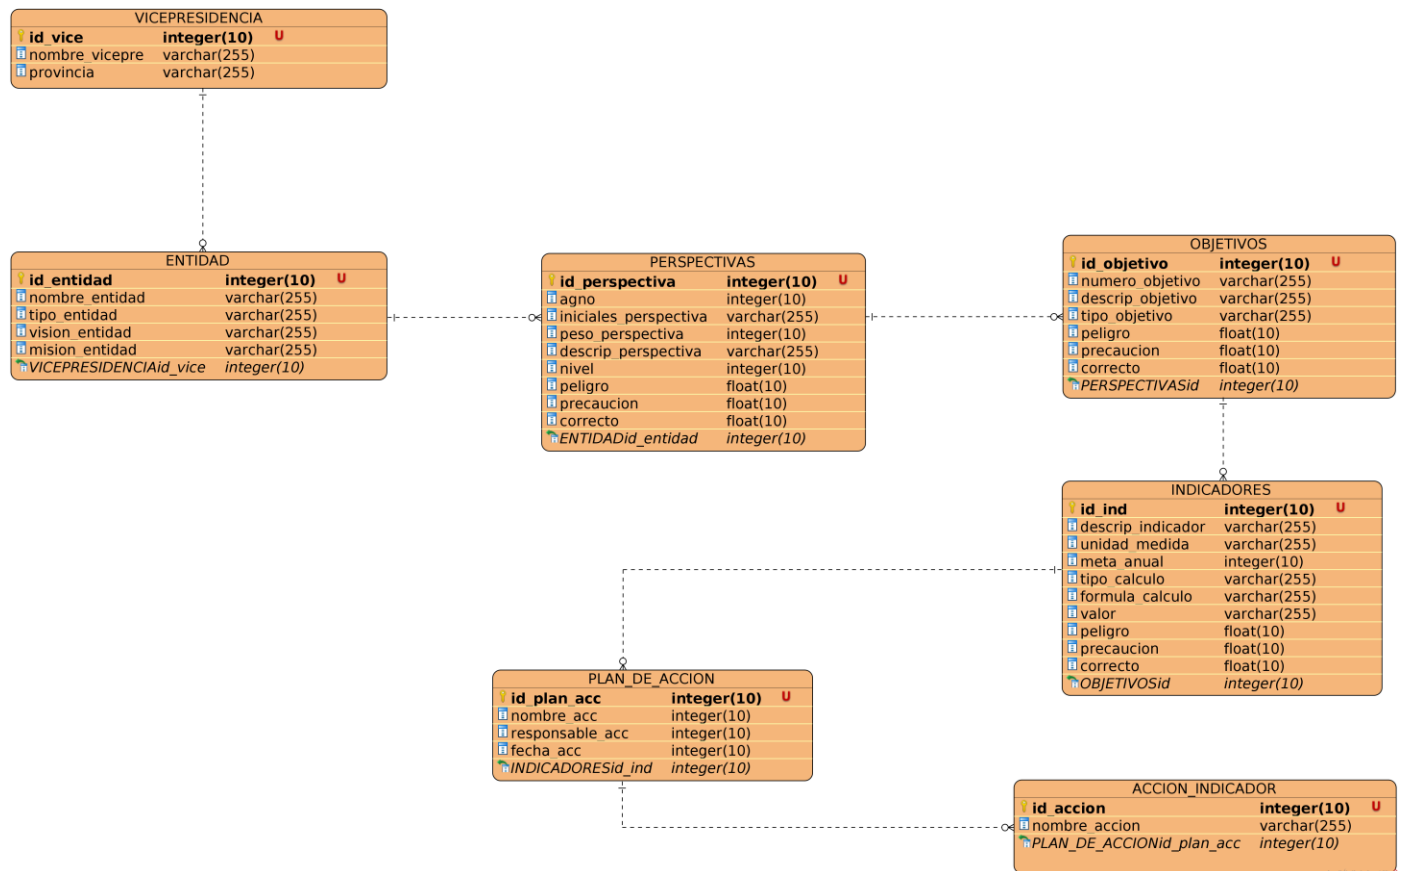 VICEPRESIDENCIA
id_vice integer(10) U
nombre_vicepre varchar(255)
provincia varchar(255)
ENTIDAD
id_entidad integer(10) U
nombre_entidad varchar(255)
tipo_entidad varchar(255)
vision_entidad varchar(255)
mision_entidad varchar(255)
VICEPRESIDENCIAid_vice integer(10)
PERSPECTIVAS
id_perspectiva integer(10) U
agno integer(10)
iniciales_perspectiva varchar(255)
peso_perspectiva integer(10)
descrip_perspectiva varchar(255)
nivel integer(10)
peligro float(10)
precaucion float(10)
correcto float(10)
ENTIDADid_entidad integer(10)
OBJETIVOS
id_objetivo integer(10) U
numero_objetivo varchar(255)
descrip_objetivo varchar(255)
tipo_objetivo varchar(255)
peligro float(10)
precaucion float(10)
correcto float(10)
PERSPECTIVASid integer(10)
INDICADORES
id_ind integer(10) U
descrip_indicador varchar(255)
unidad_medida varchar(255)
meta_anual integer(10)
tipo_calculo varchar(255)
formula_calculo varchar(255)
valor varchar(255)
peligro float(10)
precaucion float(10)
correcto float(10)
OBJETIVOSid integer(10)
PLAN_DE_ACCION
id_plan_acc integer(10) U
nombre_acc integer(10)
responsable_acc integer(10)
fecha_acc integer(10)
INDICADORESid_ind integer(10)
ACCION_INDICADOR
id_accion integer(10) U
nombre_accion varchar(255)
PLAN_DE_ACCIONid_plan_acc integer(10)